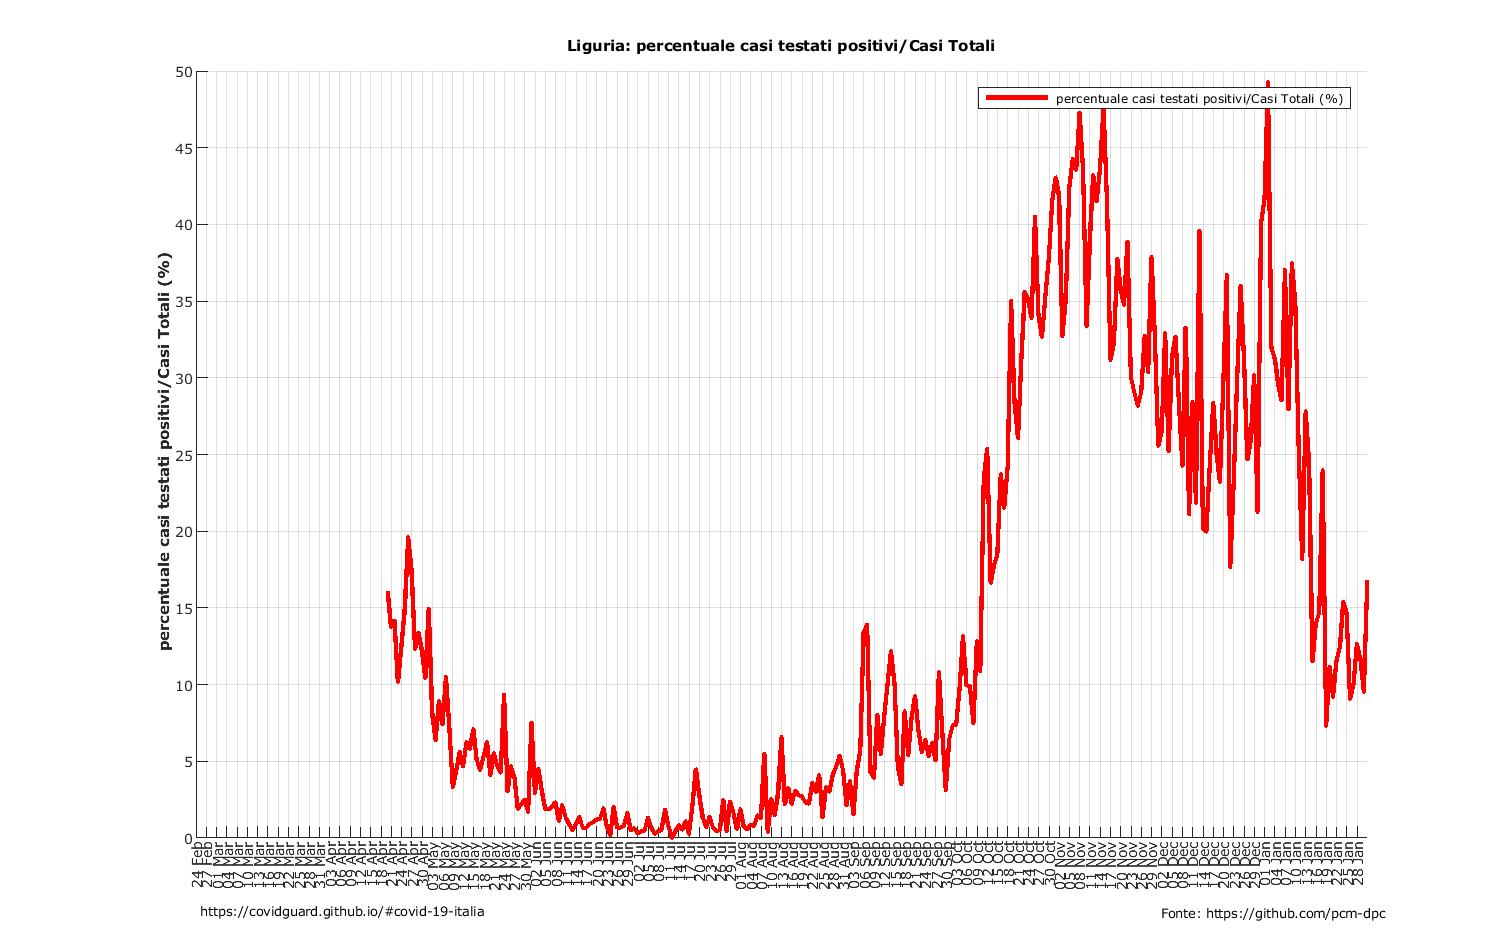 Liguria: percentuale casi testati positivi/Casi Totali
percentuale casi testati positivi/Casi Totali (%)
percentuale casi testati positivi/Casi Totali (%)
50
45
40
35
30
25
20
15
10
5
0
24 Feb
27 Feb
01 Mar
04 Mar
07 Mar
10 Mar
13 Mar
16 Mar
19 Mar
22 Mar
25 Mar
28 Mar
31 Mar
03 Apr
06 Apr
09 Apr
12 Apr
15 Apr
18 Apr
21 Apr
24 Apr
27 Apr
30 Apr
03 May
06 May
09 May
12 May
15 May
18 May
21 May
24 May
27 May
30 May
02 Jun
05 Jun
08 Jun
11 Jun
14 Jun
17 Jun
20 Jun
23 Jun
26 Jun
29 Jun
02 Jul
05 Jul
08 Jul
11 Jul
14 Jul
17 Jul
20 Jul
23 Jul
26 Jul
29 Jul
01 Aug
04 Aug
07 Aug
10 Aug
13 Aug
16 Aug
19 Aug
22 Aug
25 Aug
28 Aug
31 Aug
03 Sep
06 Sep
09 Sep
12 Sep
15 Sep
18 Sep
21 Sep
24 Sep
27 Sep
30 Sep
03 Oct
06 Oct
09 Oct
12 Oct
15 Oct
18 Oct
21 Oct
24 Oct
27 Oct
30 Oct
02 Nov
05 Nov
08 Nov
11 Nov
14 Nov
17 Nov
20 Nov
23 Nov
26 Nov
29 Nov
02 Dec
05 Dec
08 Dec
11 Dec
14 Dec
17 Dec
20 Dec
23 Dec
26 Dec
29 Dec
01 Jan
04 Jan
07 Jan
10 Jan
13 Jan
16 Jan
19 Jan
22 Jan
25 Jan
28 Jan
https://covidguard.github.io/#covid-19-italia
Fonte: https://github.com/pcm-dpc